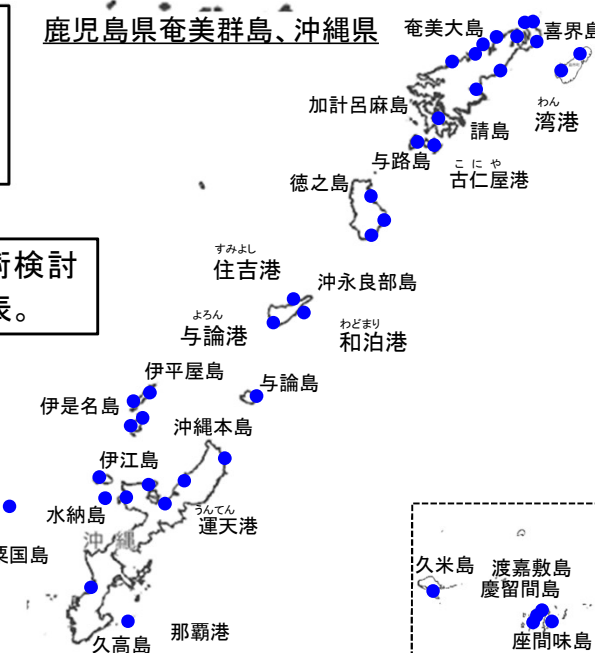 鹿児島県奄美群島、沖縄県
奄美大島
喜界島
加計呂麻島
請島
わん
湾港
与路島
こにや
古仁屋港
徳之島
すみよし
住吉港
沖永良部島
よろん
与論港
わどまり
和泊港
術検討
表。
伊平屋島
与論島
伊是名島
沖縄本島
伊江島
水納島
うんてん
運天港
沖縄
粟国島
久米島
渡嘉敷島
慶留間島
座間味島
久高島
那覇港